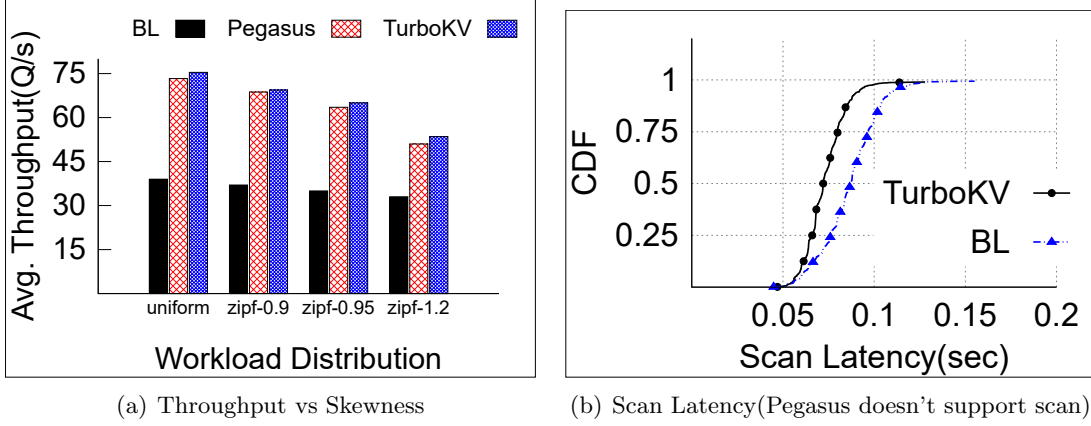 BL Pegasus TurboKV
Avg. Throughput(Q/s)
75
60
45
30
15
uniform zipf-0.9 zipf-0.95 zipf-1.2
Workload Distribution
(a) Throughput vs Skewness
CDF
1
0.75
0.5
0.25
TurboKV
BL
0.05 0.1 0.15 0.2
Scan Latency(sec)
(b) Scan Latency(Pegasus doesn't support scan)